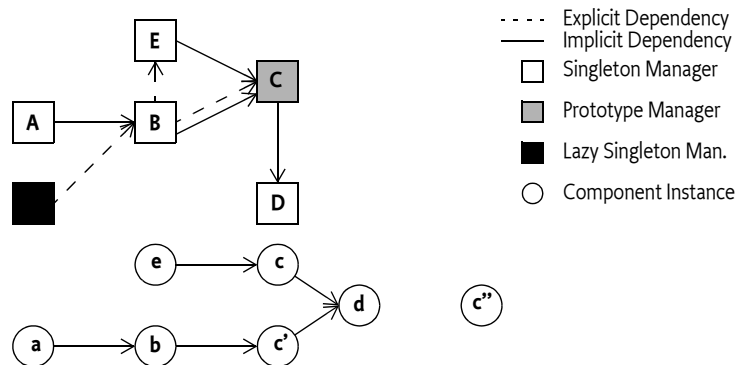 Explicit Dependency
Implicit Dependency
Singleton Manager
Prototype Manager
Lazy Singleton Man.
Component Instance
E
C
A
B
D
e
c
d
c”
a
b
c’